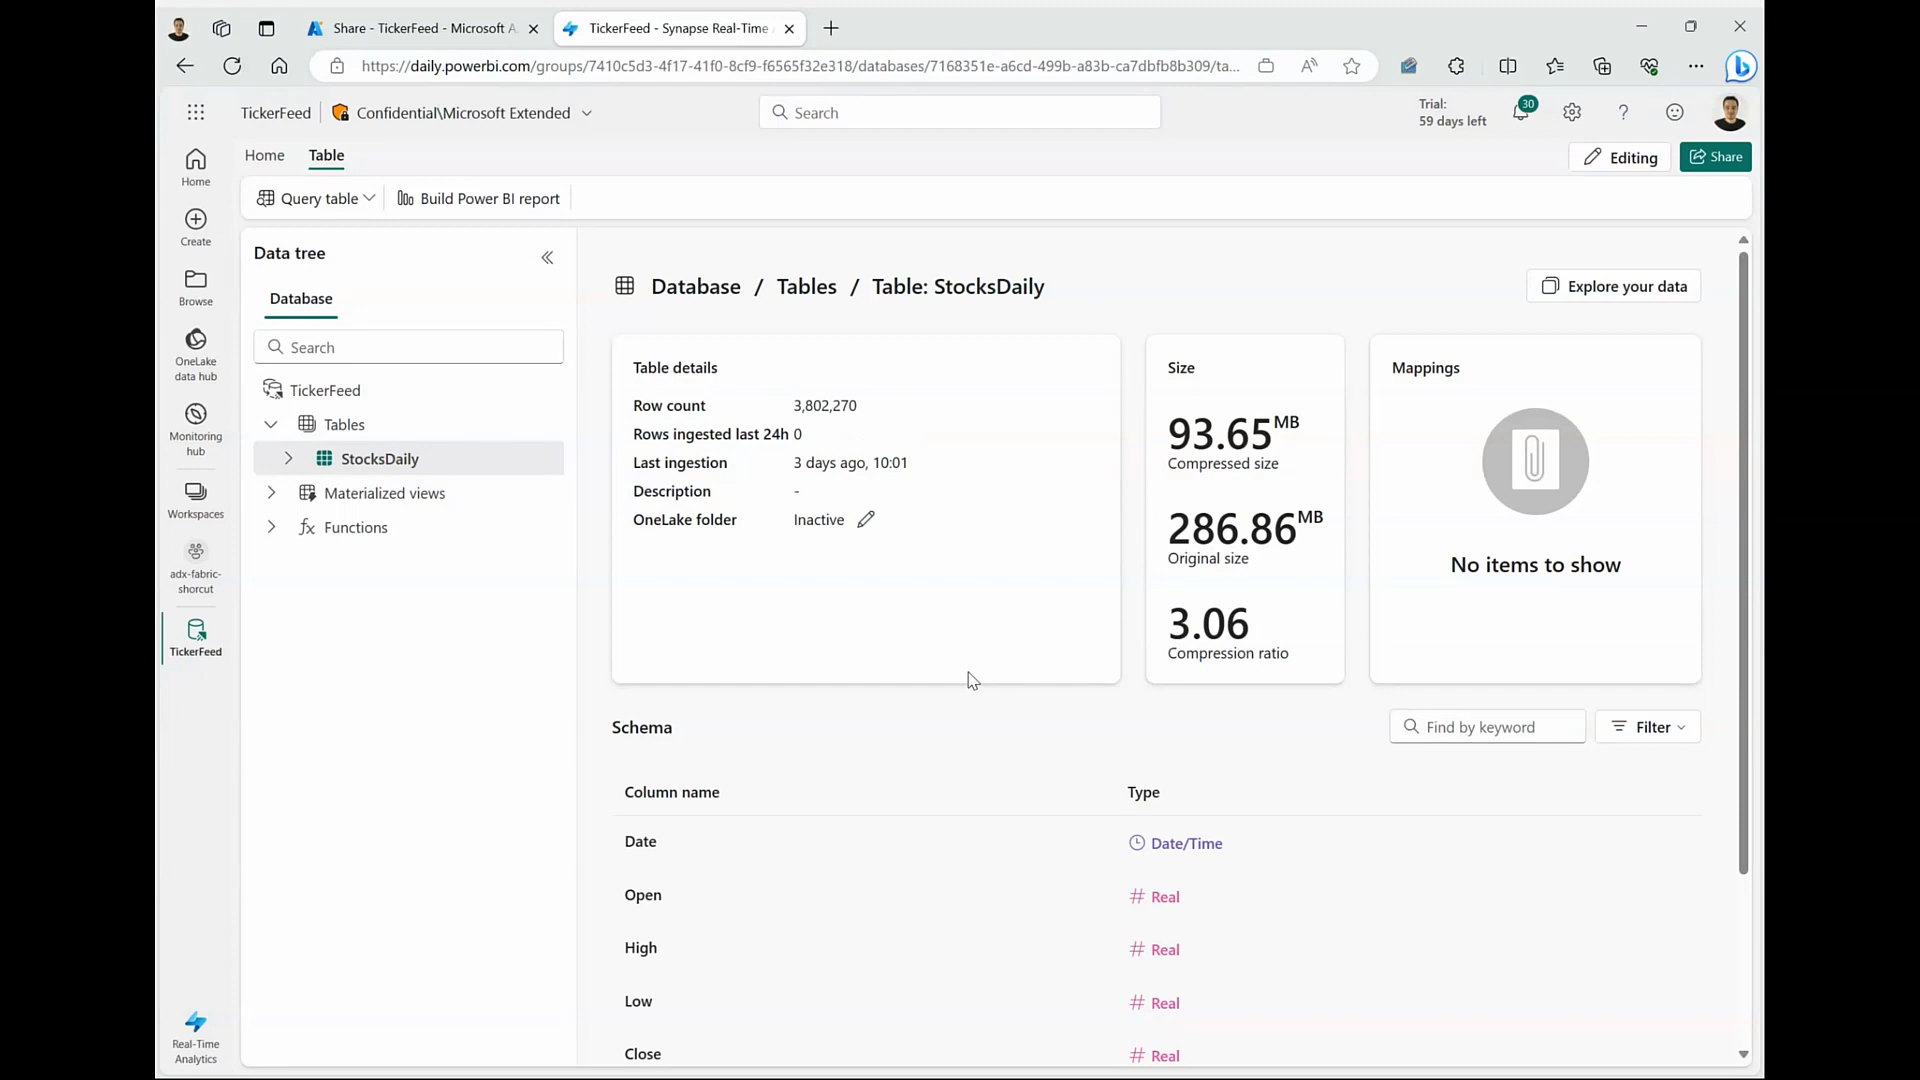 Share - TickerFeed - Microsoft A
TickerFeed - Synapse Real-Time
https://daily.powerbi.com/groups/7410c5d3-4f17-41f0-8cf9-f6565f32e318/databases/7168351e-a6cd-499b-a83b-ca7dbfb8b309/ta...
TickerFeed
Confidential\Microsoft Extended
Search
Trial:
59 days left
30
Home
Table
Editing
Share
Query table
Build Power BI report
Home
Create
Browse
OneLake
data hub
Monitoring
hub
Workspaces
adx-fabric-
shorcut
TickerFeed
Real-Time
Analytics
Data tree
Database
Search
TickerFeed
Tables
StocksDaily
Materialized views
fx Functions
Database / Tables / Table: StocksDaily
Explore your data
Table details
Row count 3,802,270
Rows ingested last 24h 0
Last ingestion 3 days ago, 10:01
Description -
OneLake folder Inactive
Size
93.65 MB
Compressed size
286.86 MB
Original size
3.06
Compression ratio
Mappings
No items to show
Schema
Find by keyword
Filter
Column name Type
Date Date/Time
Open # Real
High # Real
Low # Real
Close # Real